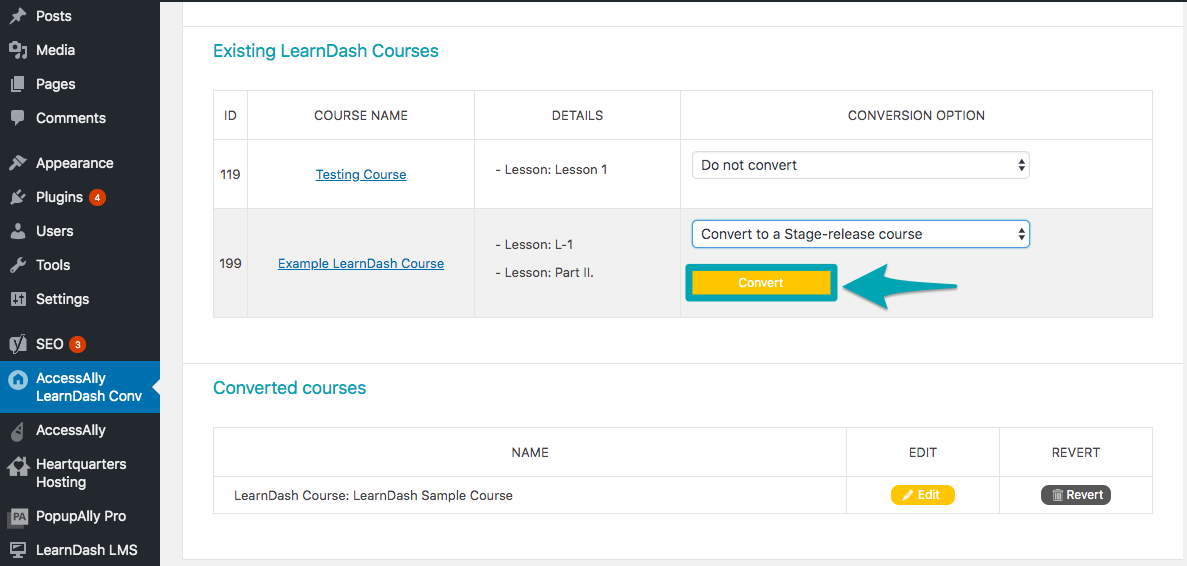 Posts
Media
Pages
Comments
Appearance
Plugins 4
Users
Tools
Settings
SEO 3
AccessAlly
LearnDash Conv
AccessAlly
Heartquarters
Hosting
PA PopupAlly Pro
LearnDash LMS
Existing LearnDash Courses
ID COURSE NAME DETAILS CONVERSION OPTION
119 Testing Course - Lesson: Lesson 1 Do not convert
199 Example LearnDash Course - Lesson: L-1 Convert to a Stage-release course
- Lesson: Part II. Convert
Converted courses
NAME EDIT REVERT
LearnDash Course: LearnDash Sample Course Edit Revert